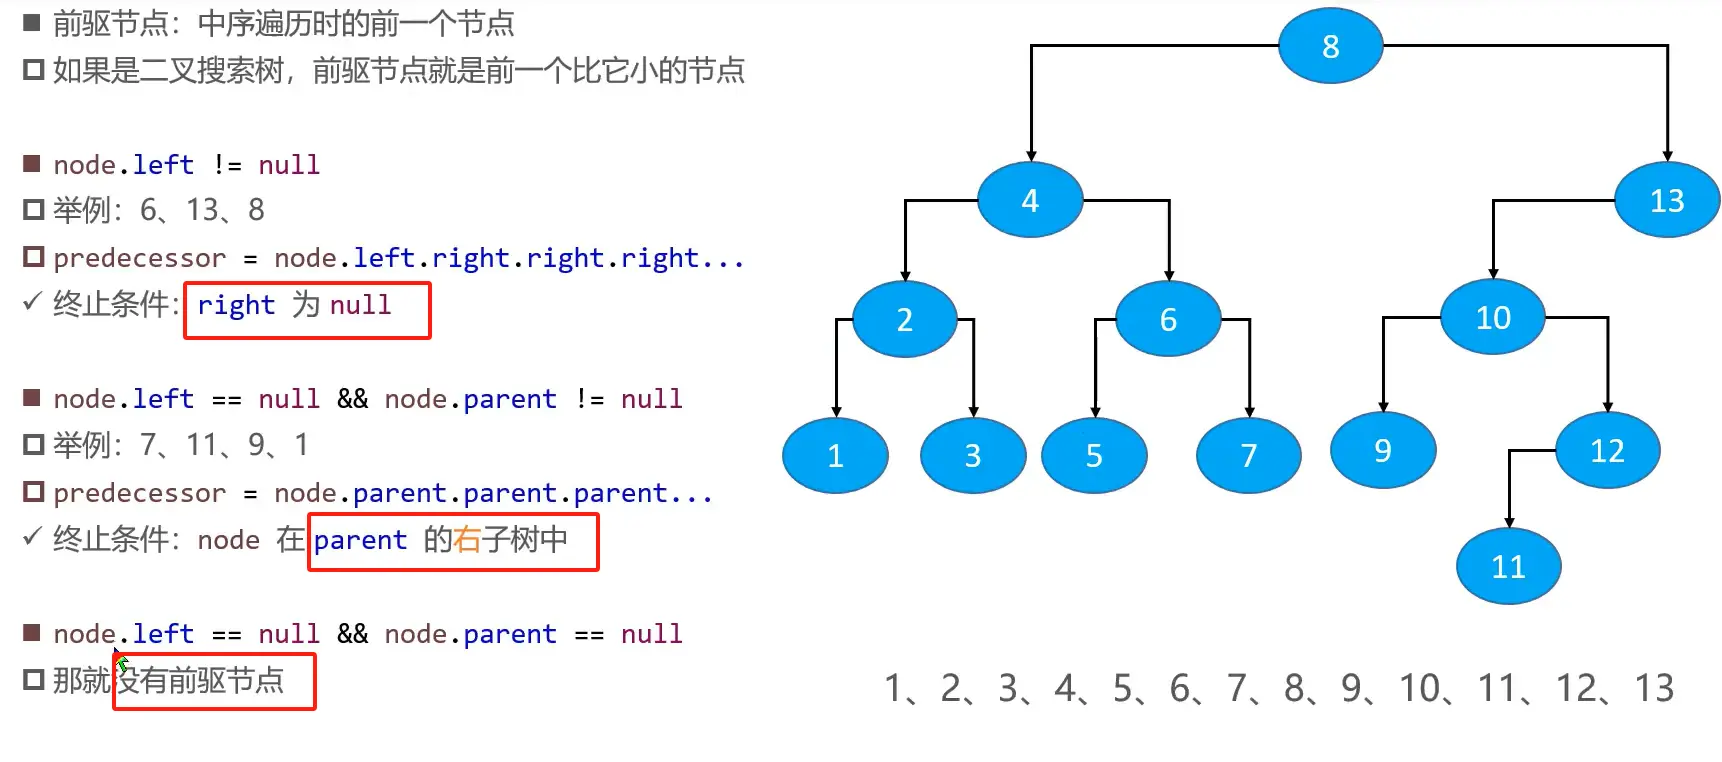 前驱节点：中序遍历时的前一个节点
如果是二叉搜索树，前驱节点就是前一个比它小的节点
node.left != null
举例：6、13、8
predecessor = node.left.right.right.right...
✓ 终止条件：right 为 null
node.left == null && node.parent != null
举例：7、11、9、1
predecessor = node.parent.parent.parent...
✓ 终止条件：node 在 parent 的右子树中
node.left == null && node.parent == null
那就没有前驱节点
8
4
13
2
6
10
1
3
5
7
9
12
11
1、2、3、4、5、6、7、8、9、10、11、12、13